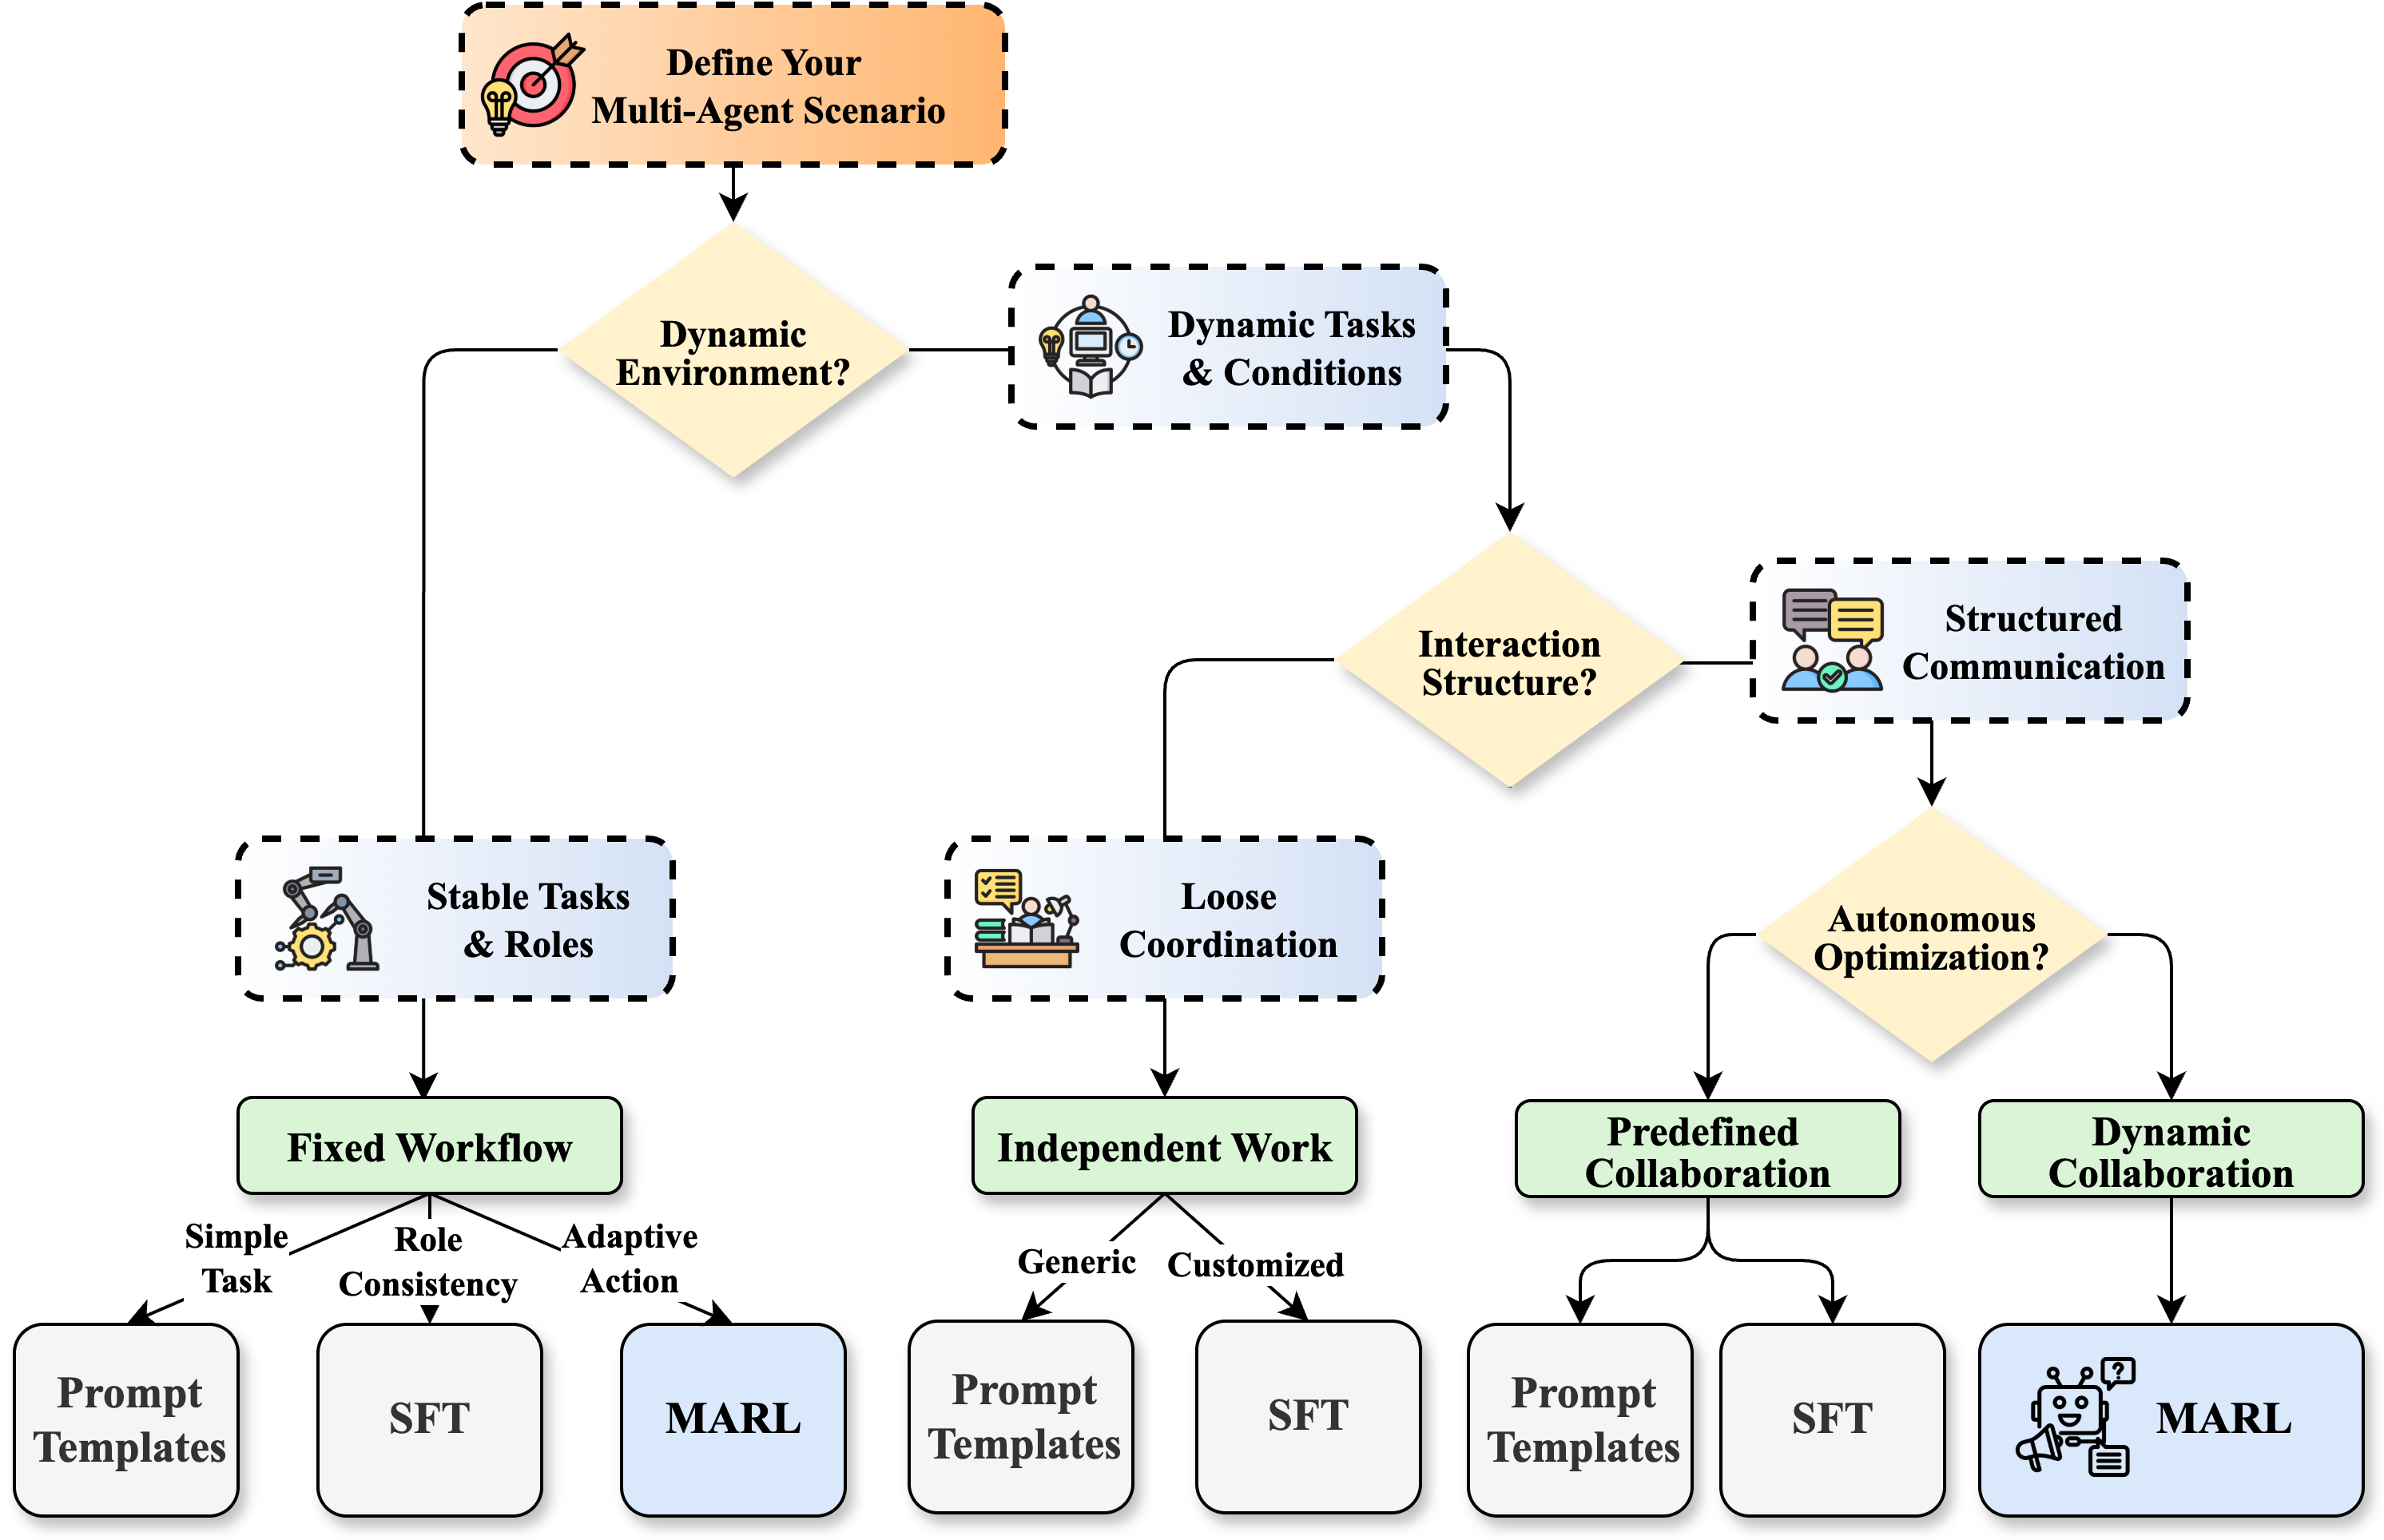 Define Your
Multi-Agent Scenario
Dynamic
Environment?
Dynamic Tasks
& Conditions
Interaction
Structure?
Structured
Communication
Stable Tasks
& Roles
Loose
Coordination
Autonomous
Optimization?
Fixed Workflow
Independent Work
Predefined
Collaboration
Dynamic
Collaboration
Simple
Task
Role
Consistency
Adaptive
Action
Generic
Customized
Prompt
Templates
SFT
MARL
Prompt
Templates
SFT
Prompt
Templates
SFT
?
MARL